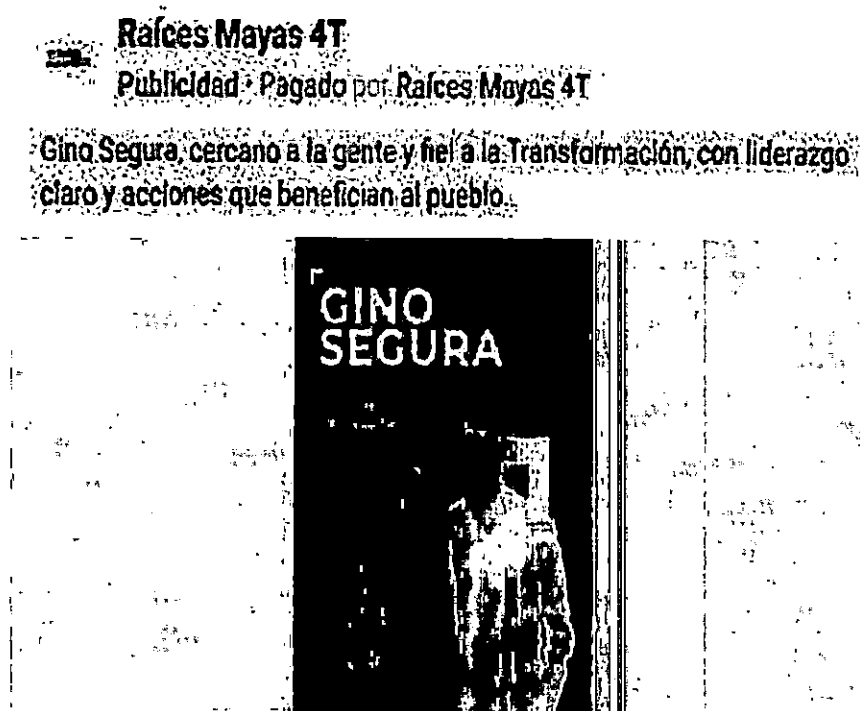 Raíces Mayas 4T
Publicidad · Pagado por Raíces Mayas 4T
Gino Segura, cercano a la gente y fiel a la Transformación, con liderazgo
claro y acciones que benefician al pueblo.
GINO
SEGURA